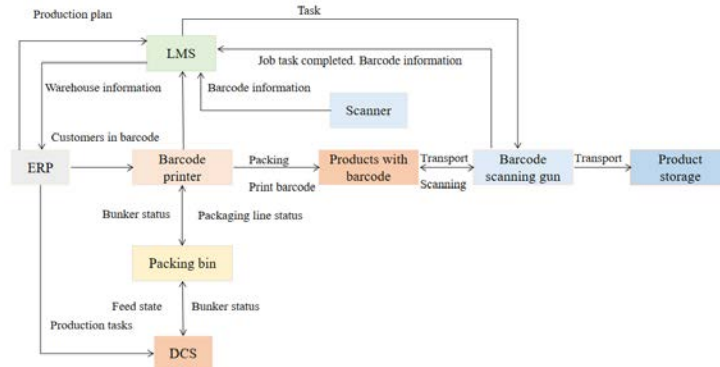 Production plan
Task
LMS
Job task completed. Barcode information
Warehouse information
Barcode information
Scanner
Customers in barcode
ERP
Barcode
printer
Packing
Print barcode
Products with
barcode
Transport
Scanning
Barcode
scanning gun
Transport
Product
storage
Bunker status
Packaging line status
Packing bin
Feed state
Bunker status
Production tasks
DCS